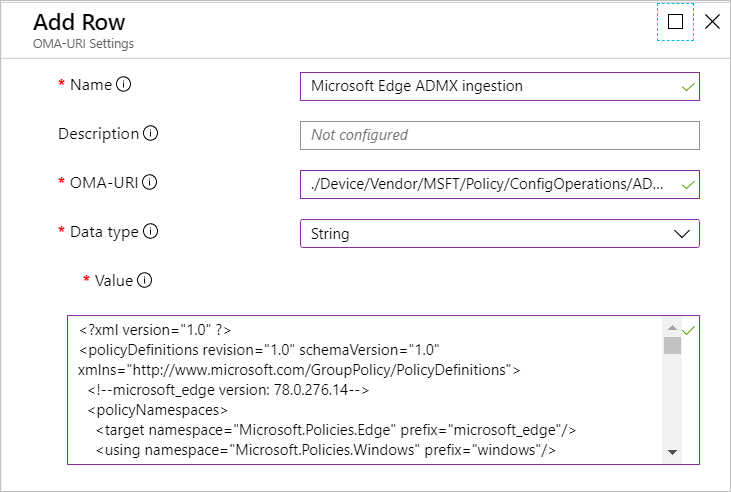 Add Row
OMA-URI Settings
* Name
Microsoft Edge ADMX ingestion
Description
Not configured
* OMA-URI
./Device/Vendor/MSFT/Policy/ConfigOperations/AD...
* Data type
String
* Value
<?xml version="1.0" ?>
<policyDefinitions revision="1.0" schemaVersion="1.0"
xmlns="http://www.microsoft.com/GroupPolicy/PolicyDefinitions">
<!--microsoft_edge version: 78.0.276.14-->
<policyNamespaces>
<target namespace="Microsoft.Policies.Edge" prefix="microsoft_edge"/>
<using namespace="Microsoft.Policies.Windows" prefix="windows"/>